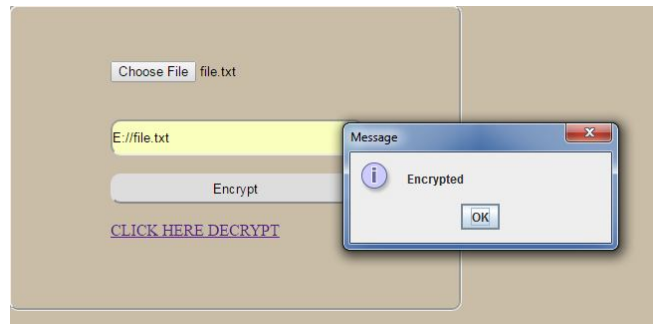 Choose File file.txt
E://file.txt
Encrypt
CLICK HERE DECRYPT
Message
Encrypted
OK